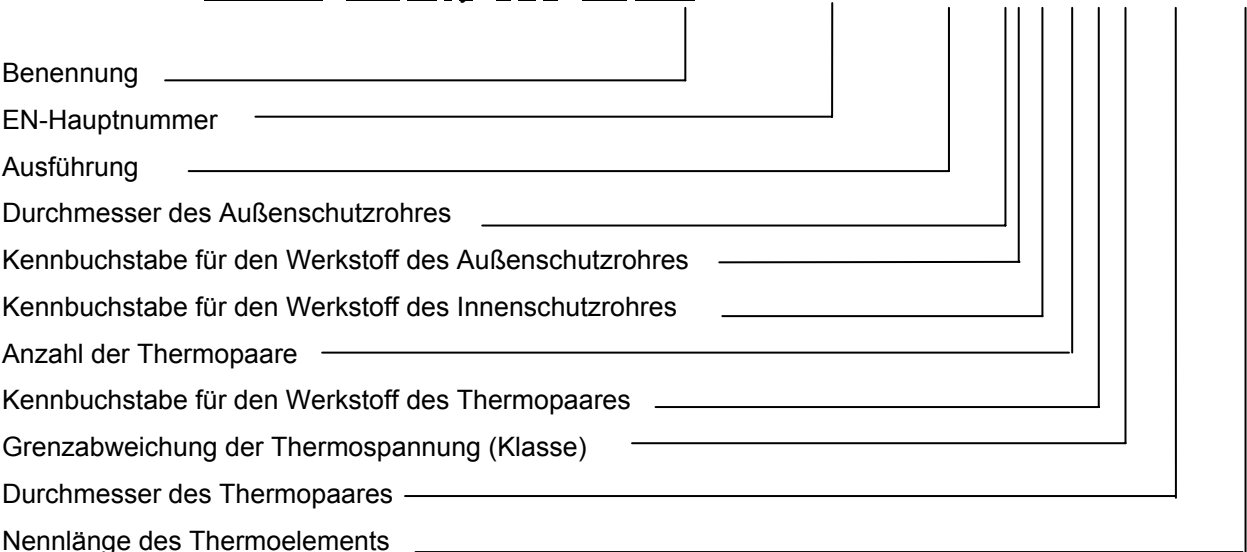 Benennung
EN-Hauptnummer
Ausführung
Durchmesser des Außenschutzrohres
Kennbuchstabe für den Werkstoff des Außenschutzrohres
Kennbuchstabe für den Werkstoff des Innenschutzrohres
Anzahl der Thermopaare
Kennbuchstabe für den Werkstoff des Thermopaares
Grenzabweichung der Thermospannung (Klasse)
Durchmesser des Thermopaares
Nennlänge des Thermoelements